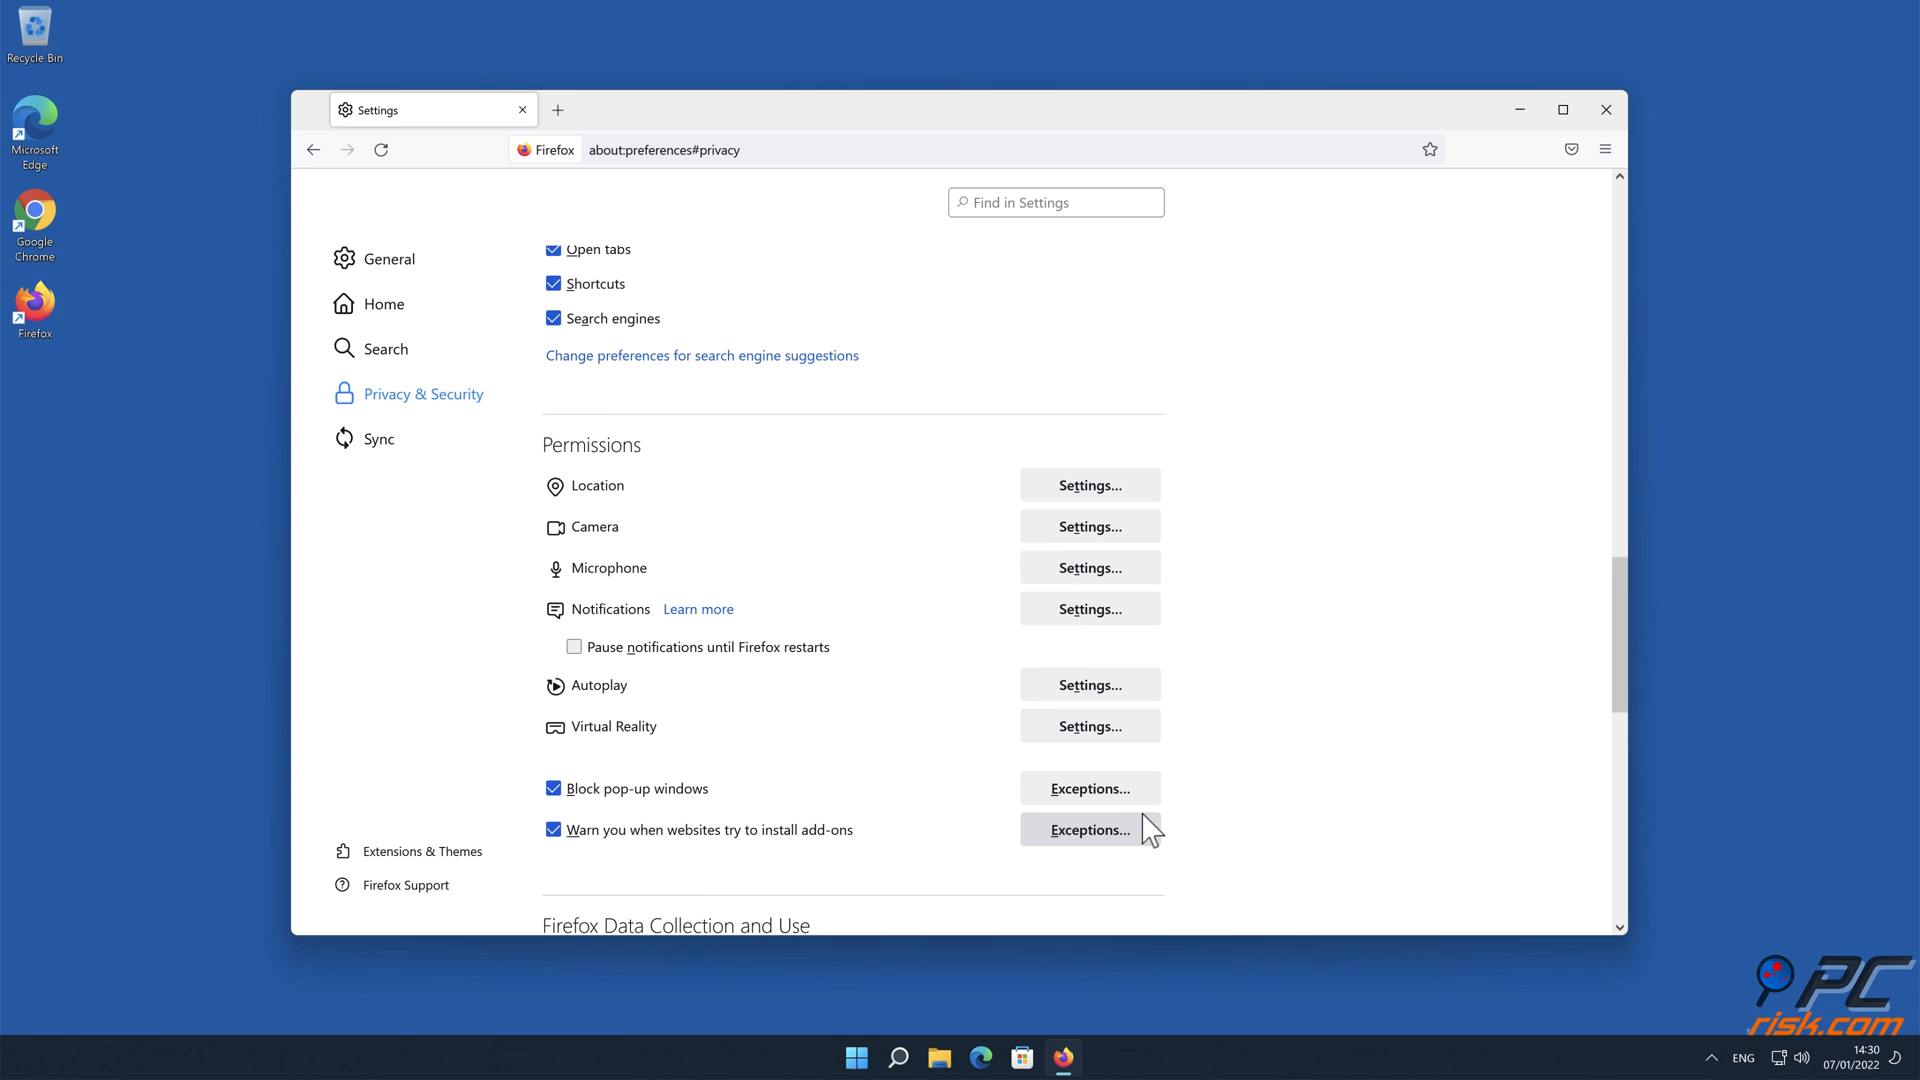 Recycle Bin
Microsoft
Edge
Google
Chrome
Firefox
Settings
Firefox
about:preferences#privacy
Find in Settings
General
Home
Search
Privacy & Security
Sync
Extensions & Themes
Firefox Support
Open tabs
Shortcuts
Search engines
Change preferences for search engine suggestions
Permissions
Location Settings...
Camera Settings...
Microphone Settings...
Notifications Learn more Settings...
Pause notifications until Firefox restarts
Autoplay Settings...
Virtual Reality Settings...
Block pop-up windows Exceptions...
Warn you when websites try to install add-ons Exceptions...
Firefox Data Collection and Use
PC
risk.com
ENG
14:30
07/01/2022